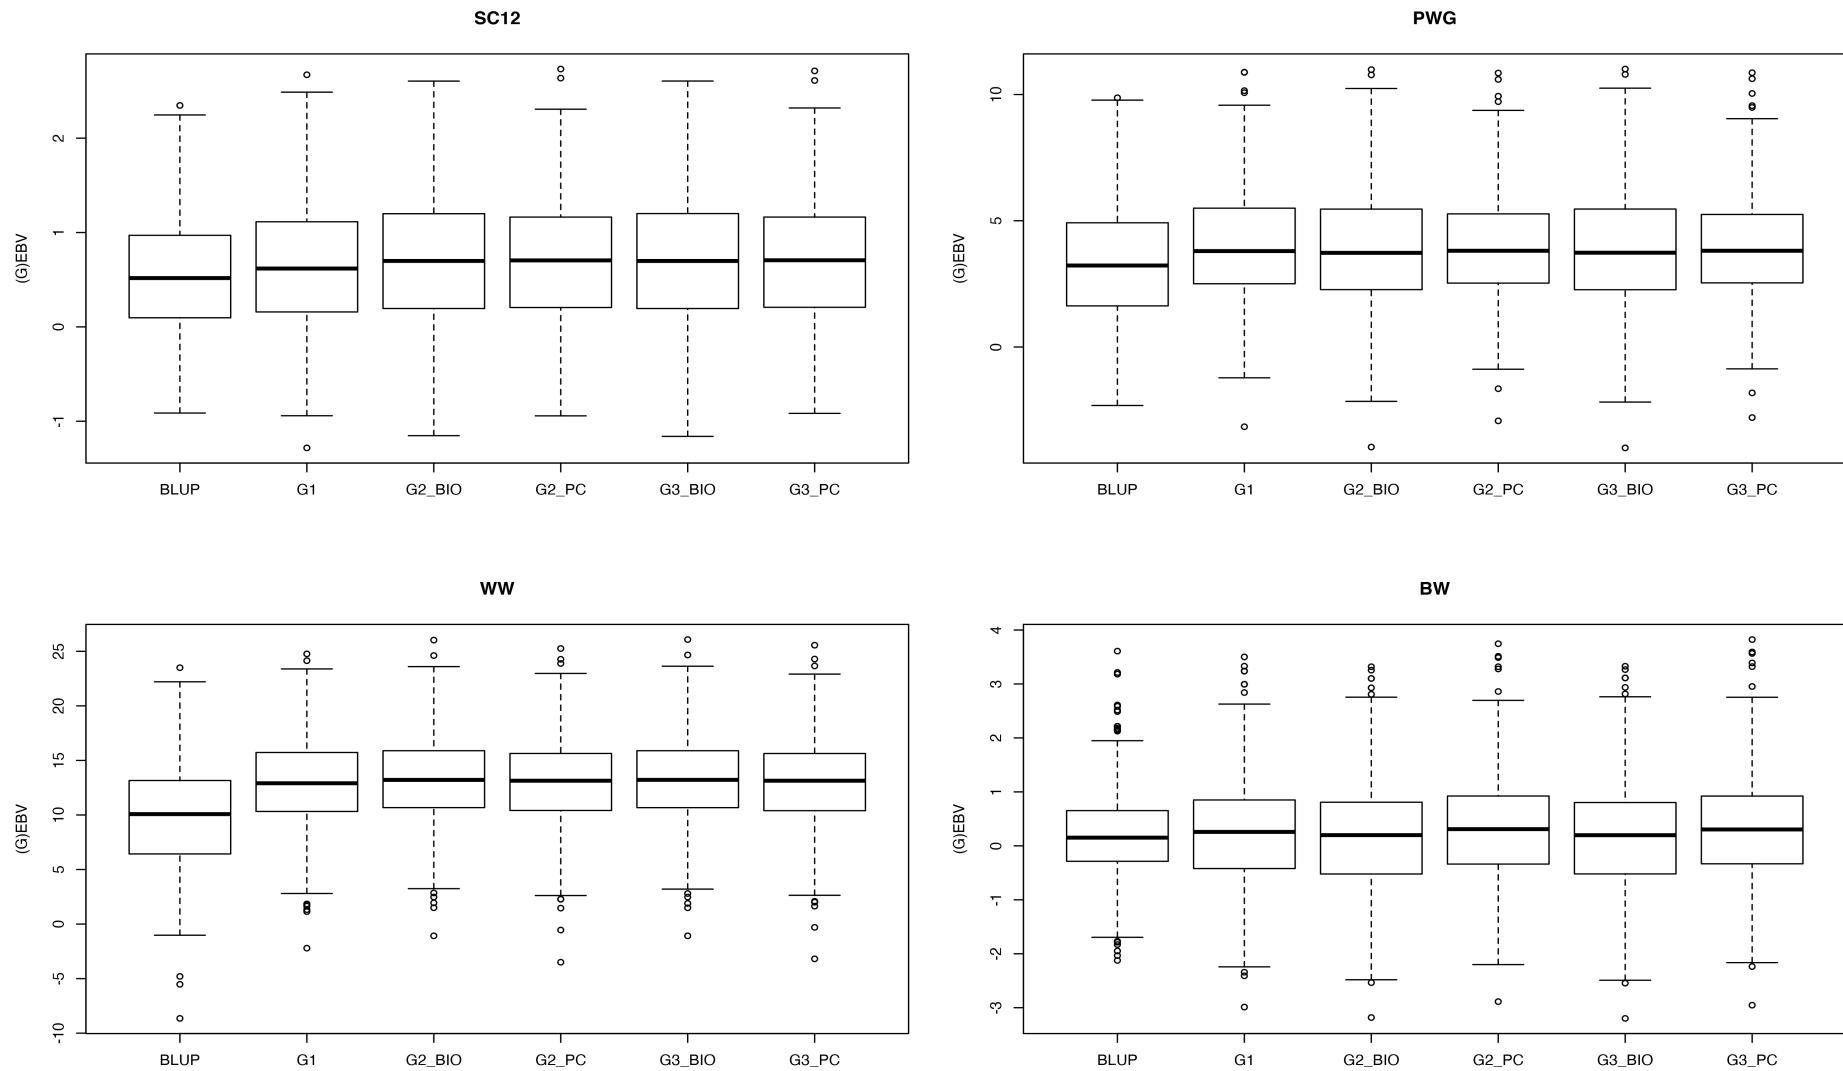 SC12
(G)EBV
2
1
0
-1
BLUP G1 G2_BIO G2_PC G3_BIO G3_PC
PWG
(G)EBV
10
5
0
BLUP G1 G2_BIO G2_PC G3_BIO G3_PC
WW
(G)EBV
25
20
15
10
5
0
-5
-10
BLUP G1 G2_BIO G2_PC G3_BIO G3_PC
BW
(G)EBV
4
3
2
1
0
-1
-2
-3
BLUP G1 G2_BIO G2_PC G3_BIO G3_PC